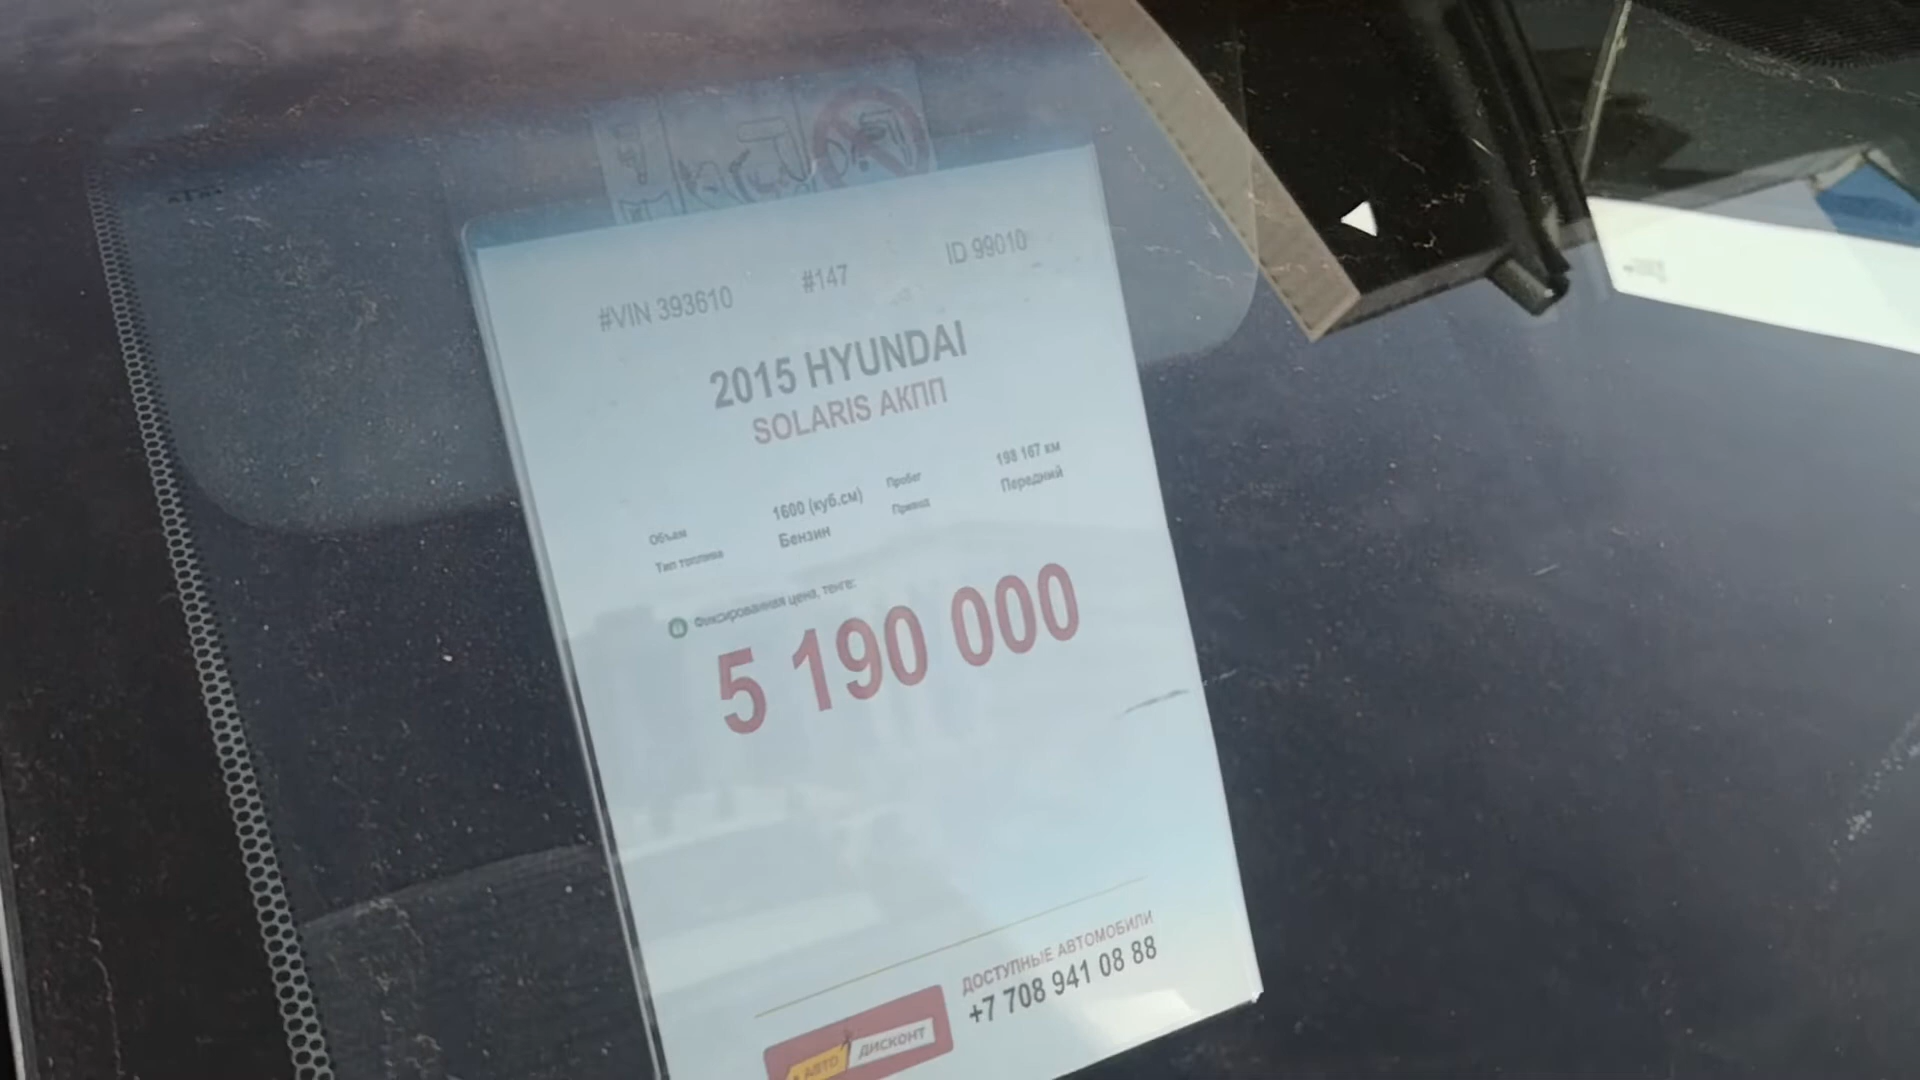 #VIN 393610 #147 ID 99010
2015 HYUNDAI
SOLARIS АКПП
Объем 1600 (куб.см) Пробег 198 167 км
Тип топлива Бензин Привод Передний
Фиксированная цена, тенге:
5 190 000
ДОСТУПНЫЕ АВТОМОБИЛИ
+7 708 941 08 88
АВТО ДИСКОНТ